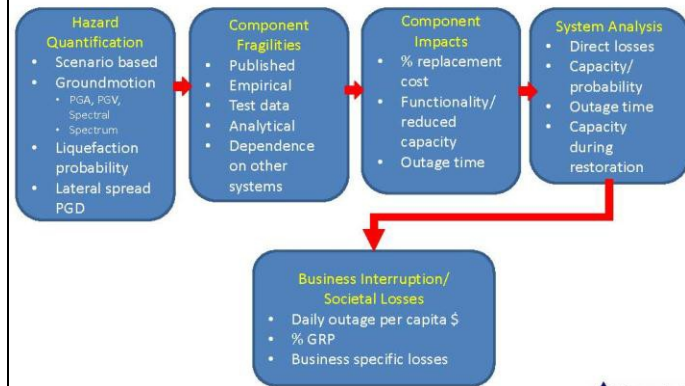 Hazard
Quantification
• Scenario based
• Groundmotion
• PGA, PGV,
Spectral
• Spectrum
• Liquefaction
probability
• Lateral spread
PGD
Component
Fragilities
• Published
• Empirical
• Test data
• Analytical
• Dependence
on other
systems
Component
Impacts
• % replacement
cost
• Functionality/
reduced
capacity
• Outage time
System Analysis
• Direct losses
• Capacity/
probability
• Outage time
• Capacity
during
restoration
Business Interruption/
Societal Losses
• Daily outage per capita $
• % GRP
• Business specific losses